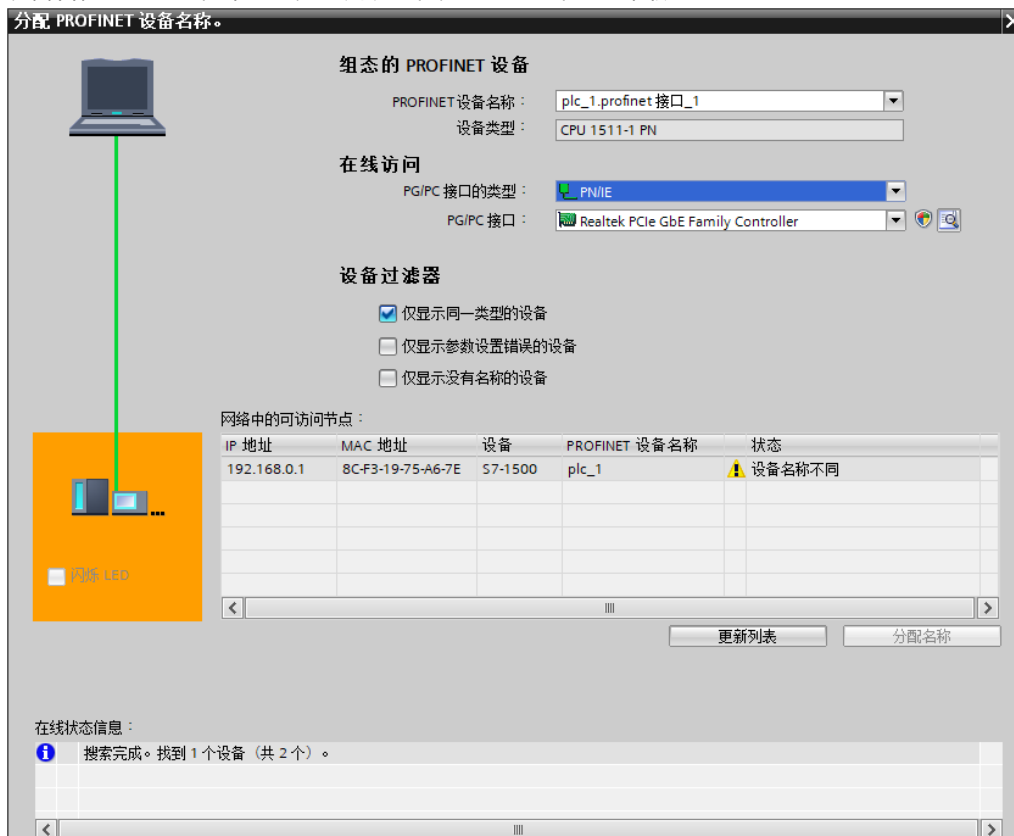 分配 PROFINET 设备名称。
组态的 PROFINET 设备
PROFINET设备名称：
plc_1.profinet 接口_1
设备类型：
CPU 1511-1 PN
在线访问
PG/PC 接口的类型：
PN/IE
PG/PC 接口：
Realtek PCIe GbE Family Controller
设备过滤器
仅显示同一类型的设备
仅显示参数设置错误的设备
仅显示没有名称的设备
网络中的可访问节点：
IP 地址 MAC 地址 设备 PROFINET 设备名称 状态
192.168.0.1 8C-F3-19-75-A6-7E S7-1500 plc_1 设备名称不同
闪烁 LED
更新列表 分配名称
在线状态信息：
搜索完成。找到 1 个设备（共 2 个）。